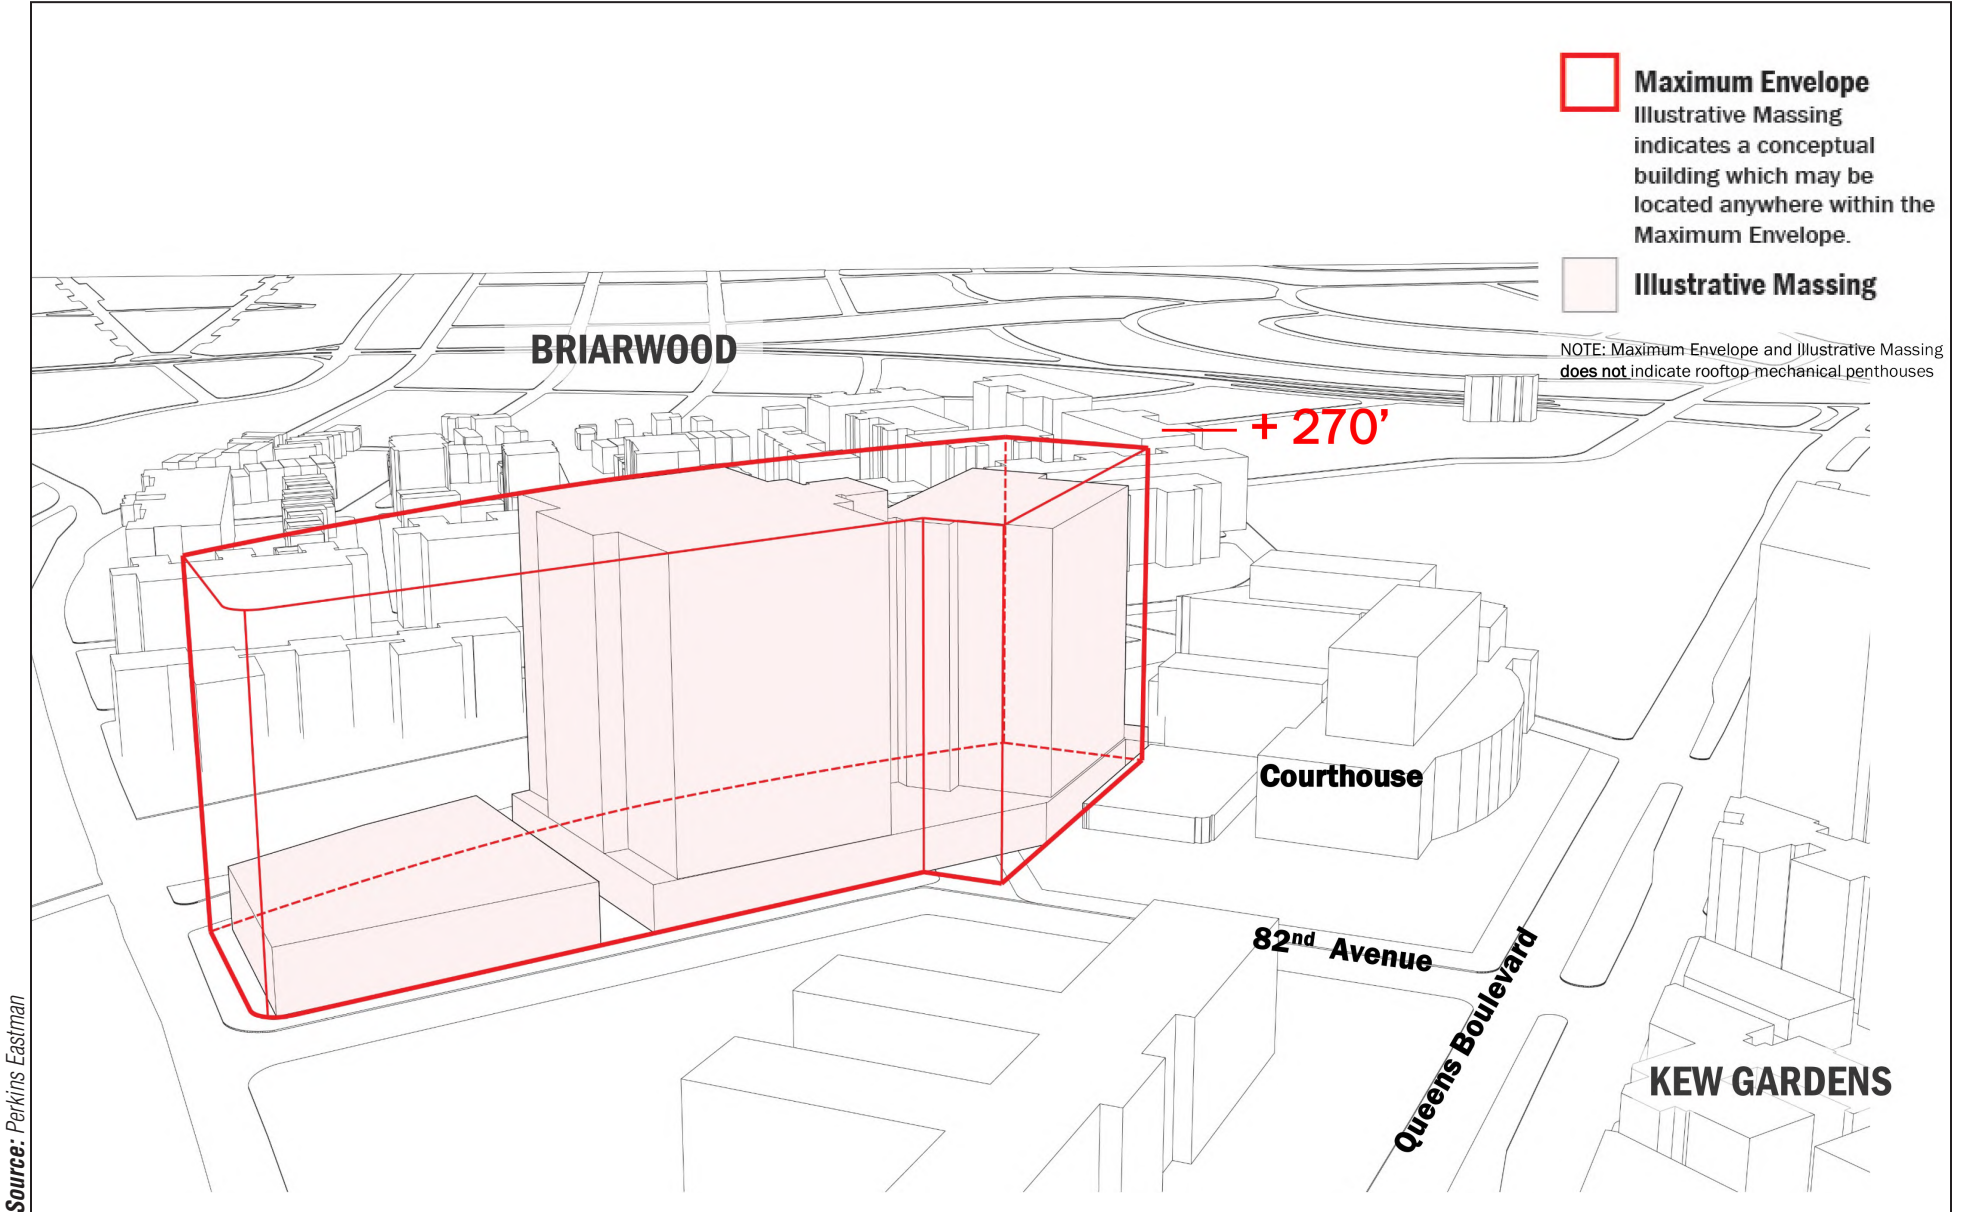 Maximum Envelope
Illustrative Massing
indicates a conceptual
building which may be
located anywhere within the
Maximum Envelope.
Illustrative Massing
NOTE: Maximum Envelope and Illustrative Massing
does not indicate rooftop mechanical penthouses
BRIARWOOD
+ 270’
Courthouse
82nd Avenue
Queens Boulevard
KEW GARDENS
Source: Perkins Eastman